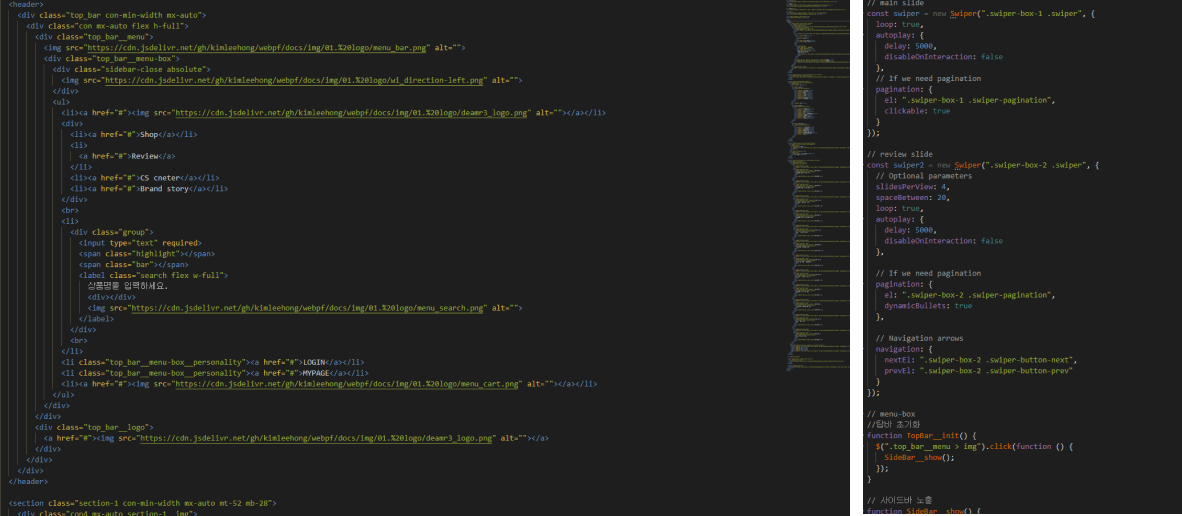 <header>
<div class="top_bar con-min-width mx-auto">
<div class="con mx-auto flex h-full">
<div class="top_bar__menu">
<img src="https://cdn.jsdelivr.net/gh/kimleehong/webpf/docs/img/01.%20logo/menu_bar.png" alt="">
<div class="top_bar__menu-box">
<div class="sidebar-close absolute">
<img src="https://cdn.jsdelivr.net/gh/kimleehong/webpf/docs/img/01.%20logo/wi_direction-left.png" alt="">
</div>
<ul>
<li><a href="#"><img src="https://cdn.jsdelivr.net/gh/kimleehong/webpf/docs/img/01.%20logo/deamr3_logo.png" alt=""></a></li>
<div>
<li><a href="#">Shop</a></li>
<li>
<a href="#">Review</a>
</li>
<li><a href="#">CS cneter</a></li>
<li><a href="#">Brand story</a></li>
</div>
<br>
<li>
<div class="group">
<input type="text" required>
<span class="highlight"></span>
<span class="bar"></span>
<label class="search flex w-full">
상품명을 입력하세요.
<div></div>
<img src="https://cdn.jsdelivr.net/gh/kimleehong/webpf/docs/img/01.%20logo/menu_search.png" alt="">
</label>
</div>
<br>
</li>
<li class="top_bar__menu-box__personality"><a href="#">LOGIN</a></li>
<li class="top_bar__menu-box__personality"><a href="#">MYPAGE</a></li>
<li><a href="#"><img src="https://cdn.jsdelivr.net/gh/kimleehong/webpf/docs/img/01.%20logo/menu_cart.png" alt=""></a></li>
</ul>
</div>
</div>
<div class="top_bar__logo">
<a href="#"><img src="https://cdn.jsdelivr.net/gh/kimleehong/webpf/docs/img/01.%20logo/deamr3_logo.png" alt=""></a>
</div>
</div>
</div>
</header>
<section class="section-1 con-min-width mx-auto mt-52 mb-28">
<div class="con4 mx-auto section-1__img">
// main slide
const swiper = new Swiper(".swiper-box-1 .swiper", {
loop: true,
autoplay: {
delay: 5000,
disableOnInteraction: false
},
// If we need pagination
pagination: {
el: ".swiper-box-1 .swiper-pagination",
clickable: true
}
});
// review slide
const swiper2 = new Swiper(".swiper-box-2 .swiper", {
// Optional parameters
slidesPerView: 4,
spaceBetween: 20,
loop: true,
autoplay: {
delay: 5000,
disableOnInteraction: false
},
// If we need pagination
pagination: {
el: ".swiper-box-2 .swiper-pagination",
dynamicBullets: true
},
// Navigation arrows
navigation: {
nextEl: ".swiper-box-2 .swiper-button-next",
prevEl: ".swiper-box-2 .swiper-button-prev"
}
});
// menu-box
//탑바 초기화
function TopBar__init() {
$(".top_bar__menu > img").click(function () {
SideBar__show();
});
}
// 사이드바 노출
function SideBar__show() {